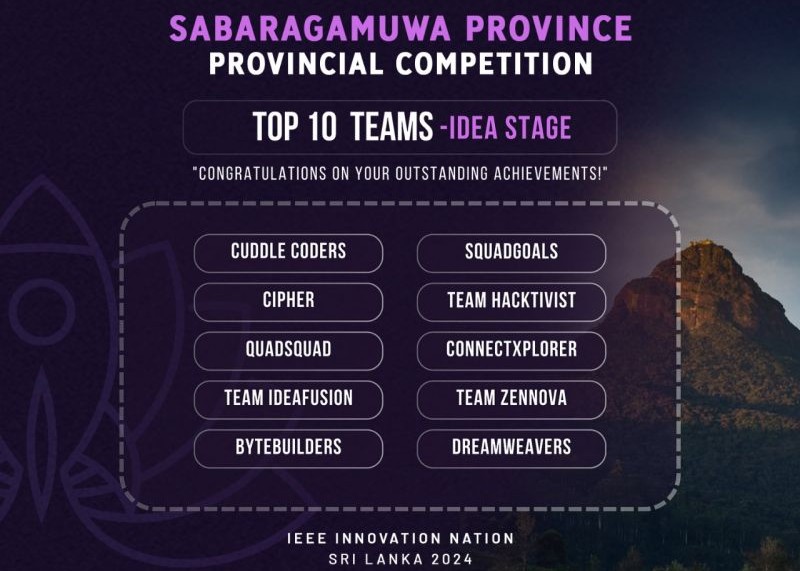 SABARAGAMUWA PROVINCE
PROVINCIAL COMPETITION
TOP 10 TEAMS -IDEA STAGE
"CONGRATULATIONS ON YOUR OUTSTANDING ACHIEVEMENTS!"
CUDDLE CODERS
SQUADGOALS
CIPHER
TEAM HACKTIVIST
QUADSQUAD
CONNECTXPLORER
TEAM IDEAFUSION
TEAM ZENNOVA
BYTEBUILDERS
DREAMWEAVERS
IEEE INNOVATION NATION
SRI LANKA 2024